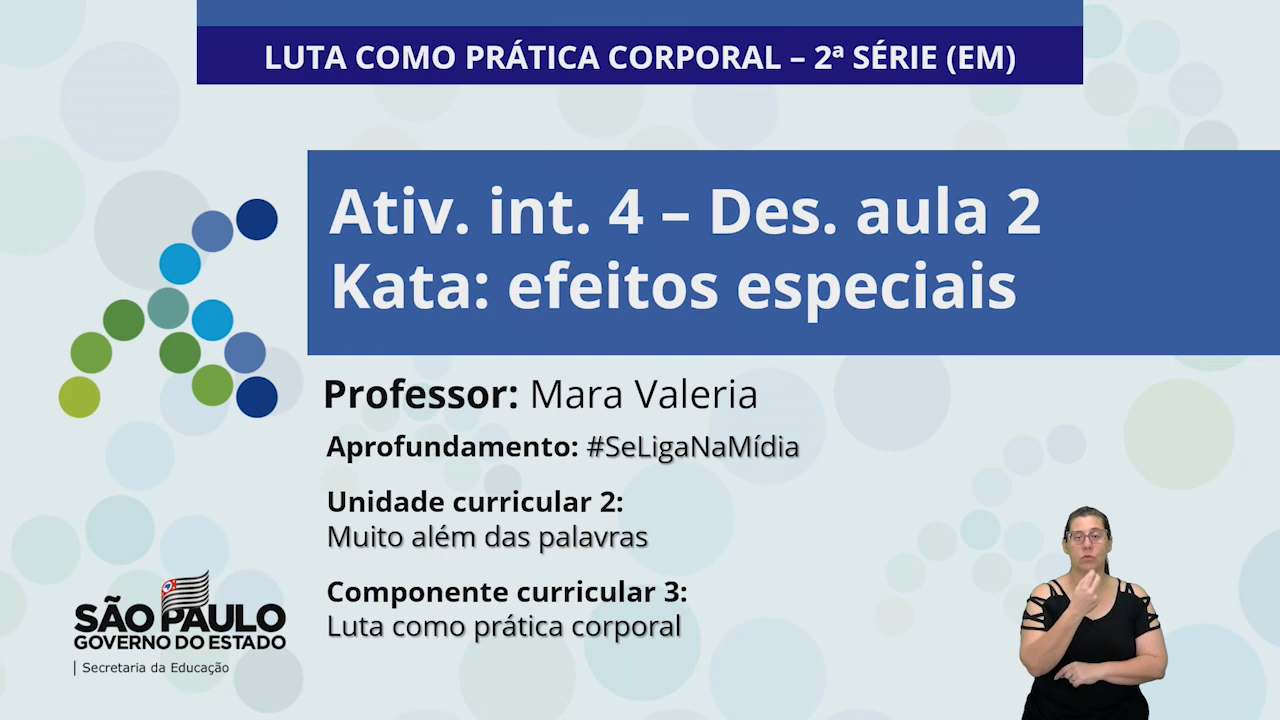 LUTA COMO PRÁTICA CORPORAL – 2ª SÉRIE (EM)
Ativ. int. 4 – Des. aula 2
Kata: efeitos especiais
Professor: Mara Valeria
Aprofundamento: #SeLigaNaMídia
Unidade curricular 2:
Muito além das palavras
Componente curricular 3:
Luta como prática corporal
SÃO PAULO
GOVERNO DO ESTADO
Secretaria da Educação